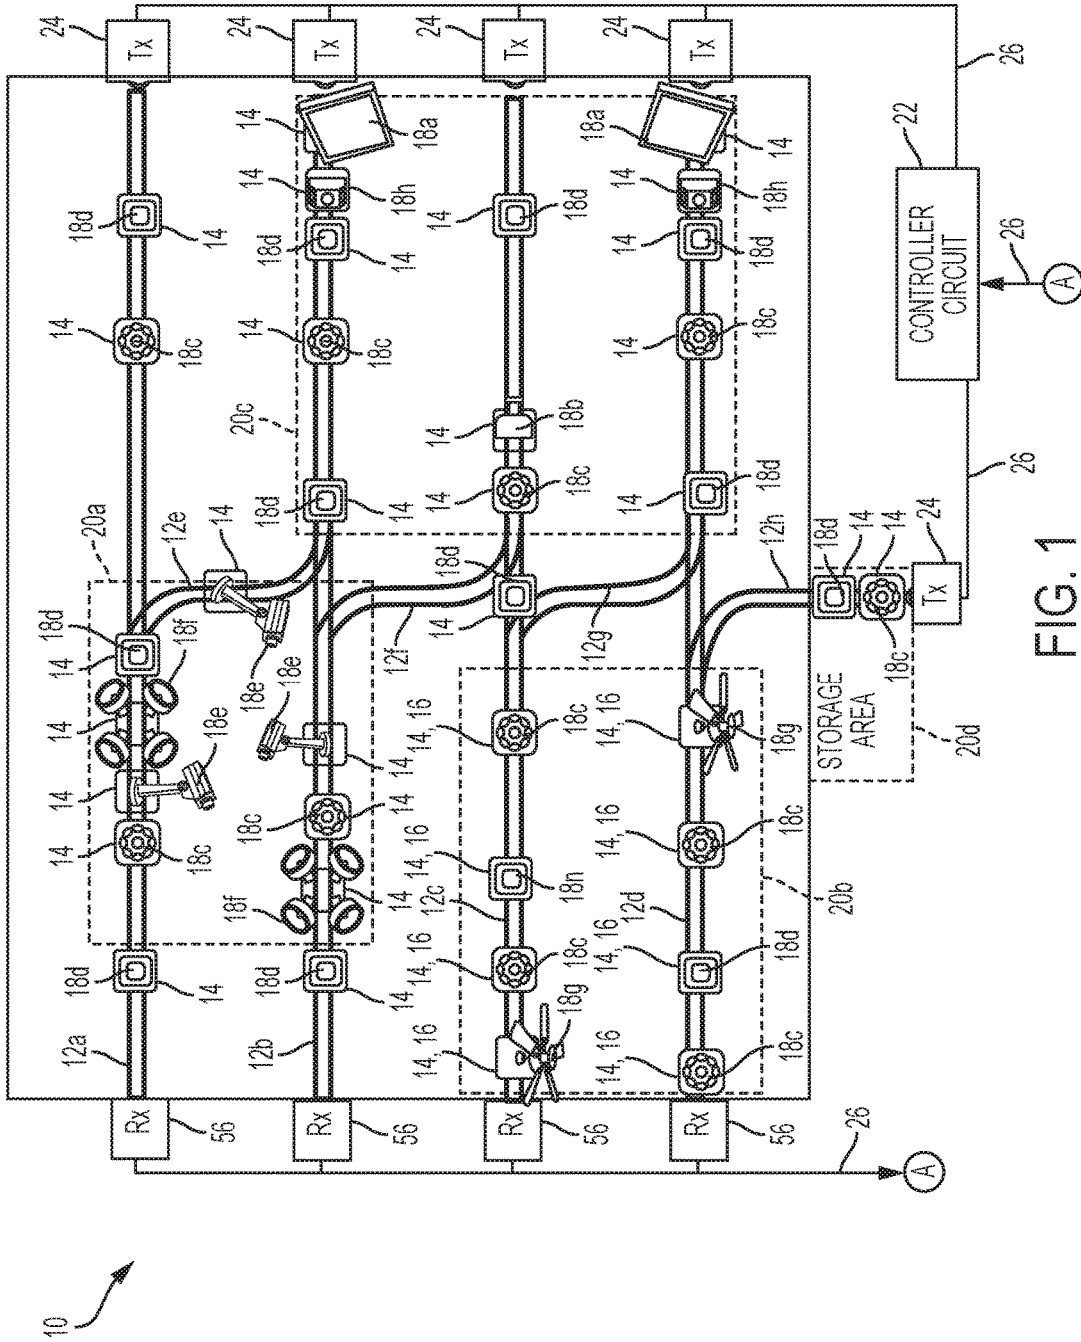 10
12a
18d
14
14
14
14
18d
20a
14
18d
24
Rx
Tx
56
14
18c
18e
18f
12e
14
18c
14
12b
18d
18f
18c
18e
18e
20c
14
18d
14
14
24
Rx
Tx
56
14
14
14
14
12f
14
18c
14
18h
18a
14, 16
14, 16
12c
14, 16
14, 16
14
18d
14
14
14
24
Rx
Tx
56
18g
18c
18n
18c
12g
18c
18b
18d
18a
14, 16
14, 16
12d
14, 16
14, 16
14
14
14
14
24
Rx
Tx
56
18c
18d
18c
18g
12h
18d
18c
18d
18h
14
20b
STORAGE
AREA
18d
14
14
24
18c
Tx
20d
26
A
22
26
CONTROLLER
CIRCUIT
26
26
A
FIG. 1